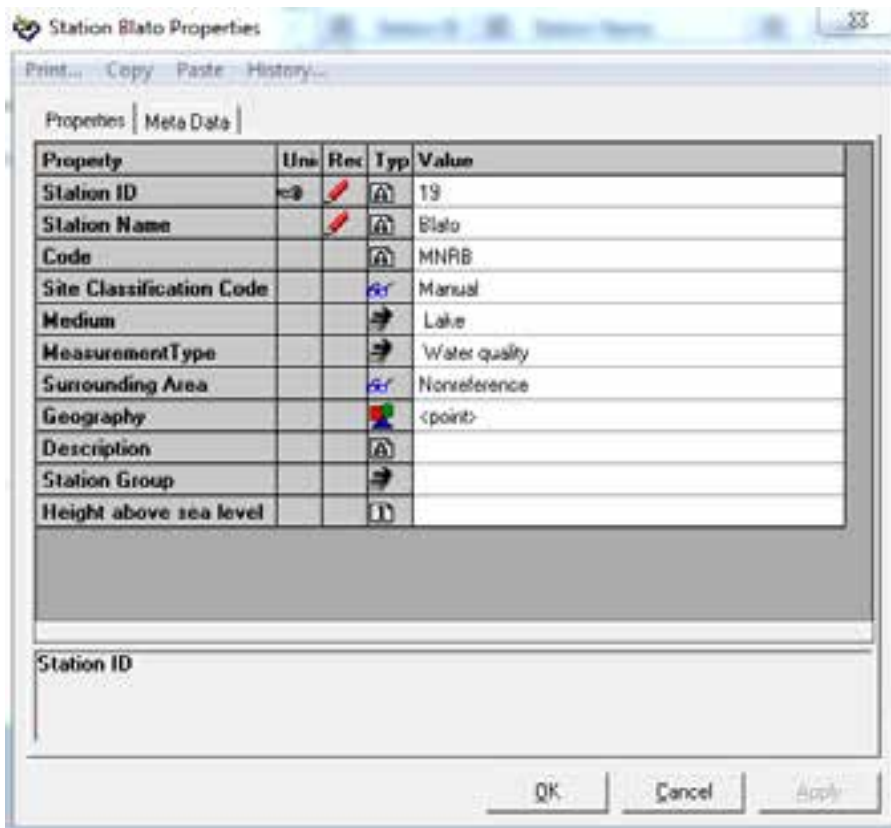 Station Blato Properties
Print... Copy Paste History...
Properties Meta Data
Property Uni Rec Typ Value
Station ID 19
Station Name Blato
Code MNRB
Site Classification Code Manual
Medium Lake
MeasurementType Water quality
Surrounding Area Nonreference
Geography <point>
Description
Station Group
Height above sea level
Station ID
OK Cancel Apply